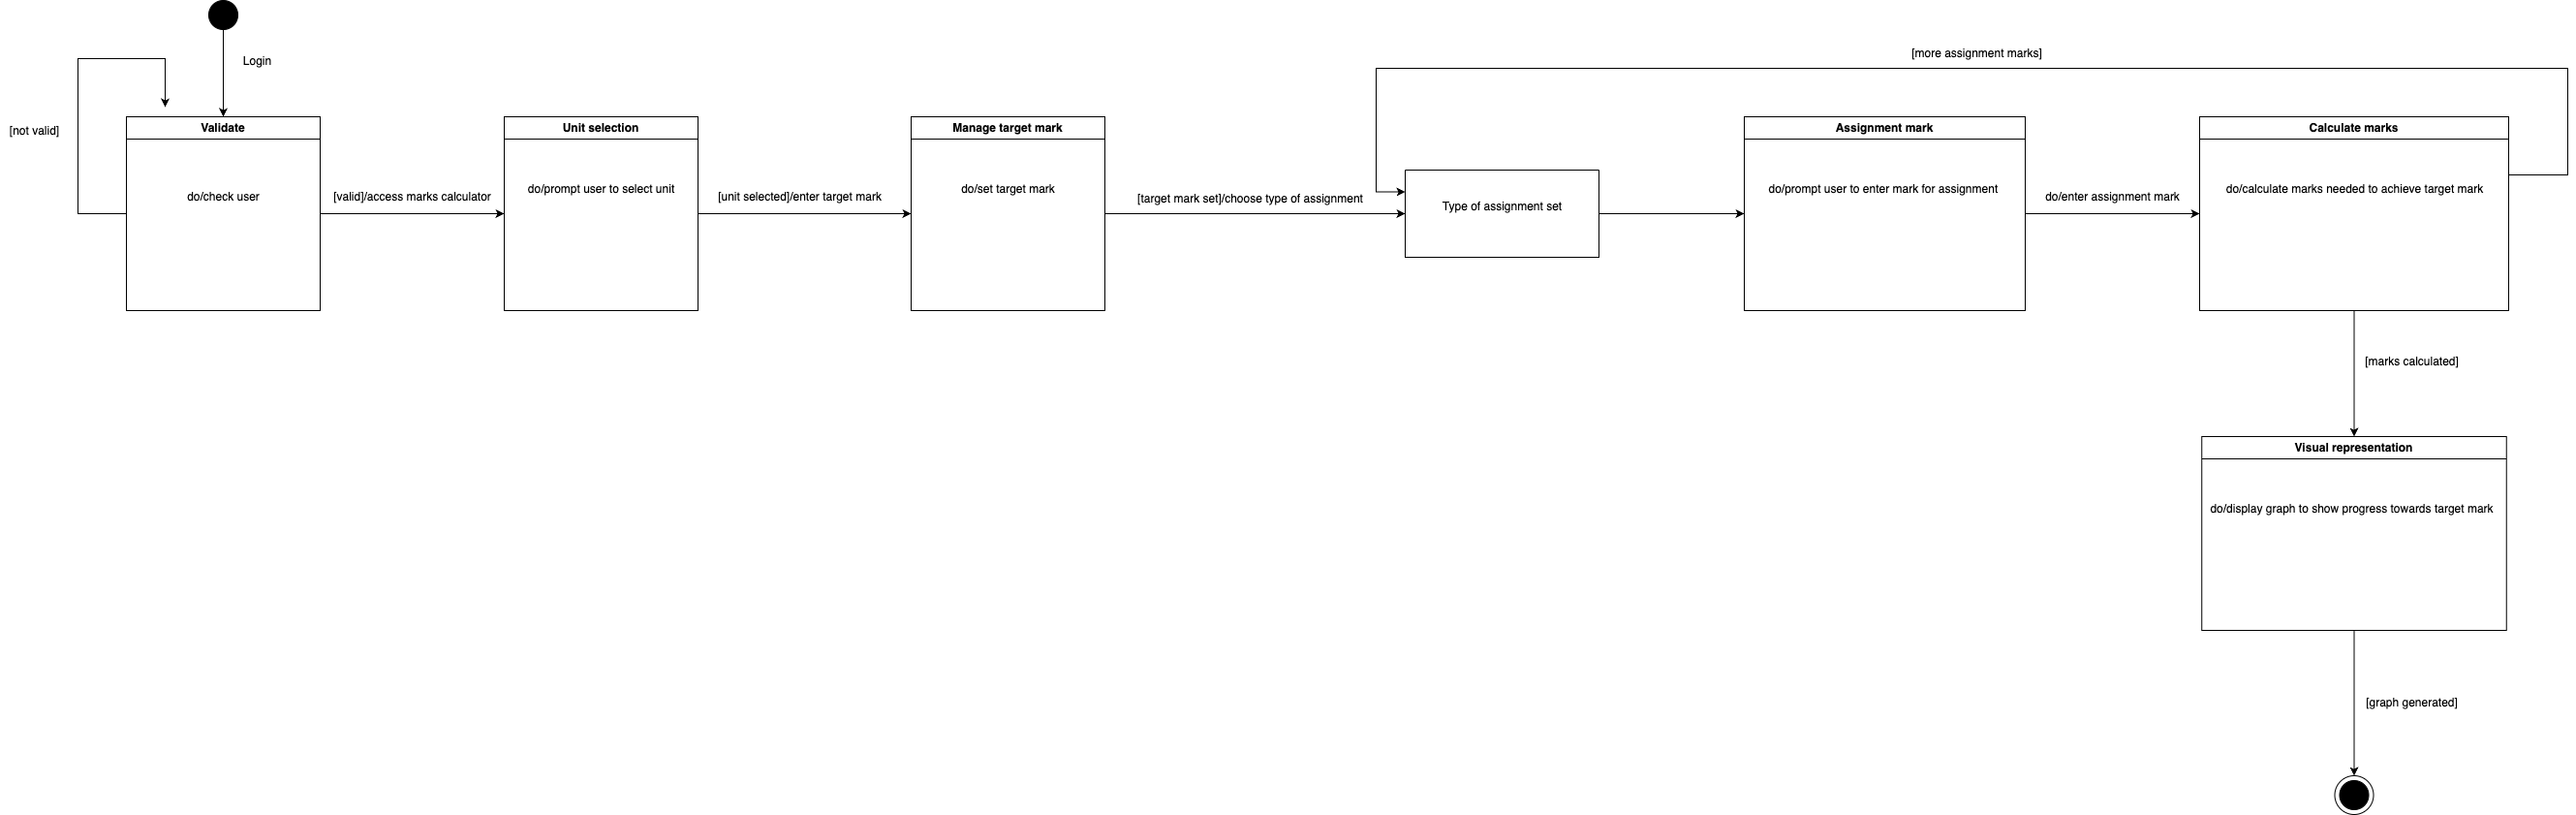 Login
[more assignment marks]
[not valid]
Validate
do/check user
[valid]/access marks calculator
Unit selection
do/prompt user to select unit
[unit selected]/enter target mark
Manage target mark
do/set target mark
[target mark set]/choose type of assignment
Type of assignment set
Assignment mark
do/prompt user to enter mark for assignment
do/enter assignment mark
Calculate marks
do/calculate marks needed to achieve target mark
[marks calculated]
Visual representation
do/display graph to show progress towards target mark
[graph generated]